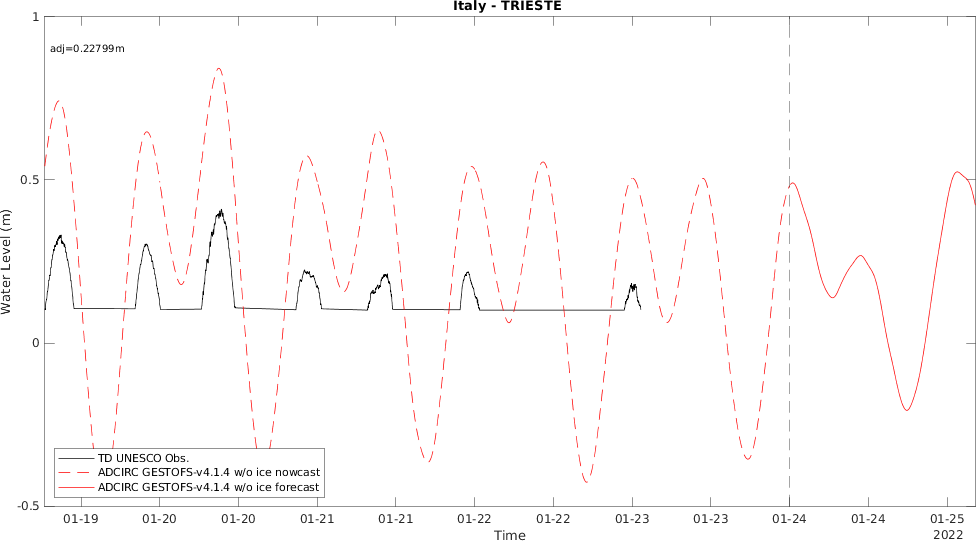 Italy - TRIESTE
1
adj=0.22799m
0.5
Water Level (m)
0
-0.5
TD UNESCO Obs.
ADCIRC GESTOFS-v4.1.4 w/o ice nowcast
ADCIRC GESTOFS-v4.1.4 w/o ice forecast
01-19 01-20 01-20 01-21 01-21 01-22 01-22 01-23 01-23 01-24 01-24 01-25
Time 2022